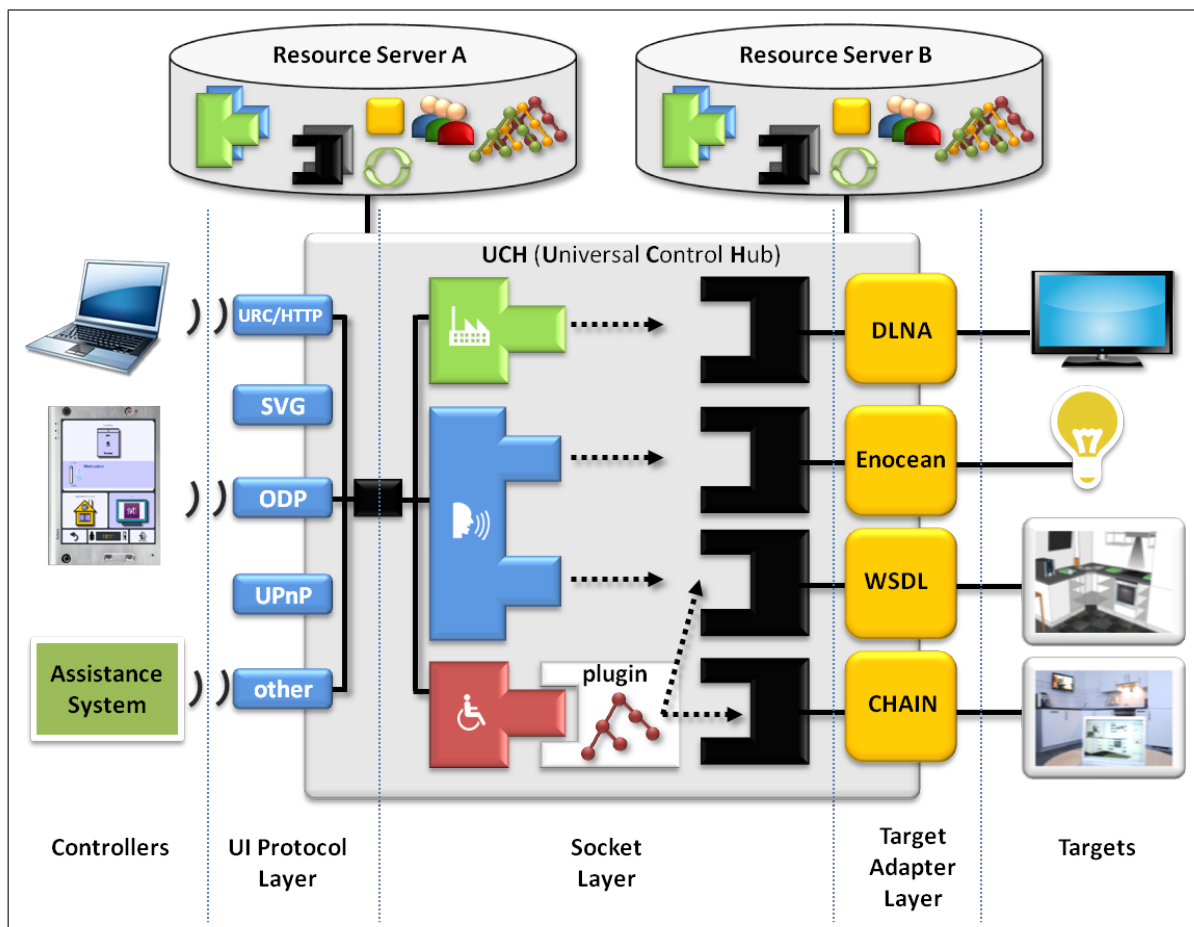 Resource Server A
Resource Server B
UCH (Universal Control Hub)
URC/HTTP
SVG
ODP
UPnP
other
Assistance
System
plugin
DLNA
Enocean
WSDL
CHAIN
Controllers
UI Protocol
Layer
Socket
Layer
Target
Adapter
Layer
Targets